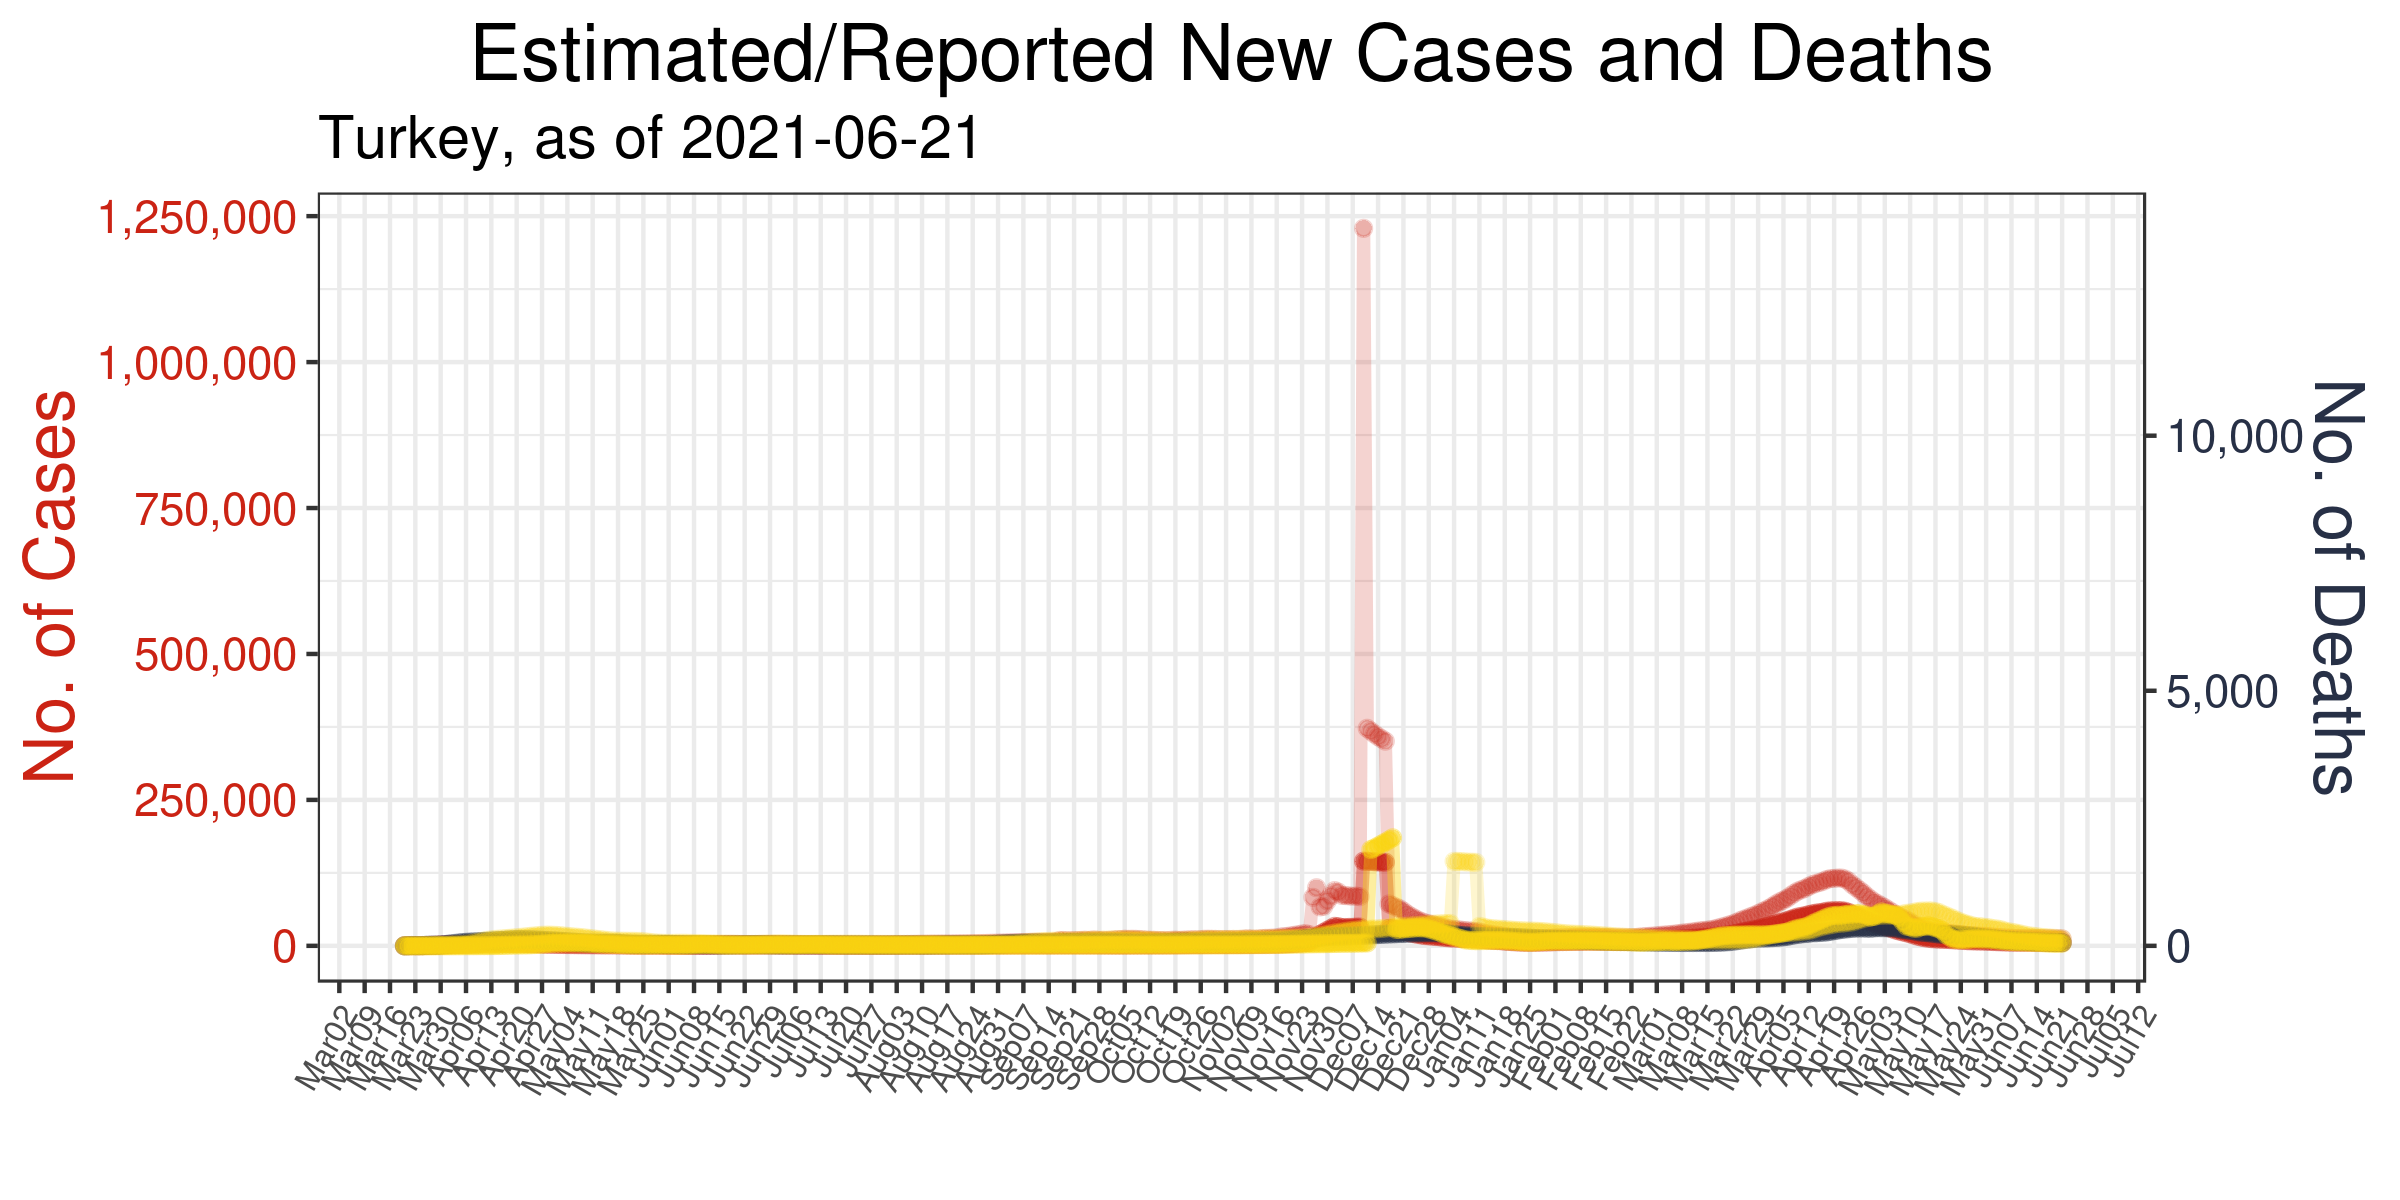 Estimated/Reported New Cases and Deaths
Turkey, as of 2021-06-21
No. of Cases
1,250,000
1,000,000
750,000
500,000
250,000
0
10,000
5,000
0
No. of Deaths
Mar02
Mar09
Mar16
Mar23
Mar30
Apr06
Apr13
Apr20
Apr27
May04
May11
May18
May25
Jun01
Jun08
Jun15
Jun22
Jun29
Jul06
Jul13
Jul20
Jul27
Aug03
Aug10
Aug17
Aug24
Aug31
Sep07
Sep14
Sep21
Sep28
Oct05
Oct12
Oct19
Oct26
Nov02
Nov09
Nov16
Nov23
Nov30
Dec07
Dec14
Dec21
Dec28
Jan04
Jan11
Jan18
Jan25
Feb01
Feb08
Feb15
Feb22
Mar01
Mar08
Mar15
Mar22
Mar29
Apr05
Apr12
Apr19
Apr26
May03
May10
May17
May24
May31
Jun07
Jun14
Jun21
Jun28
Jul05
Jul12